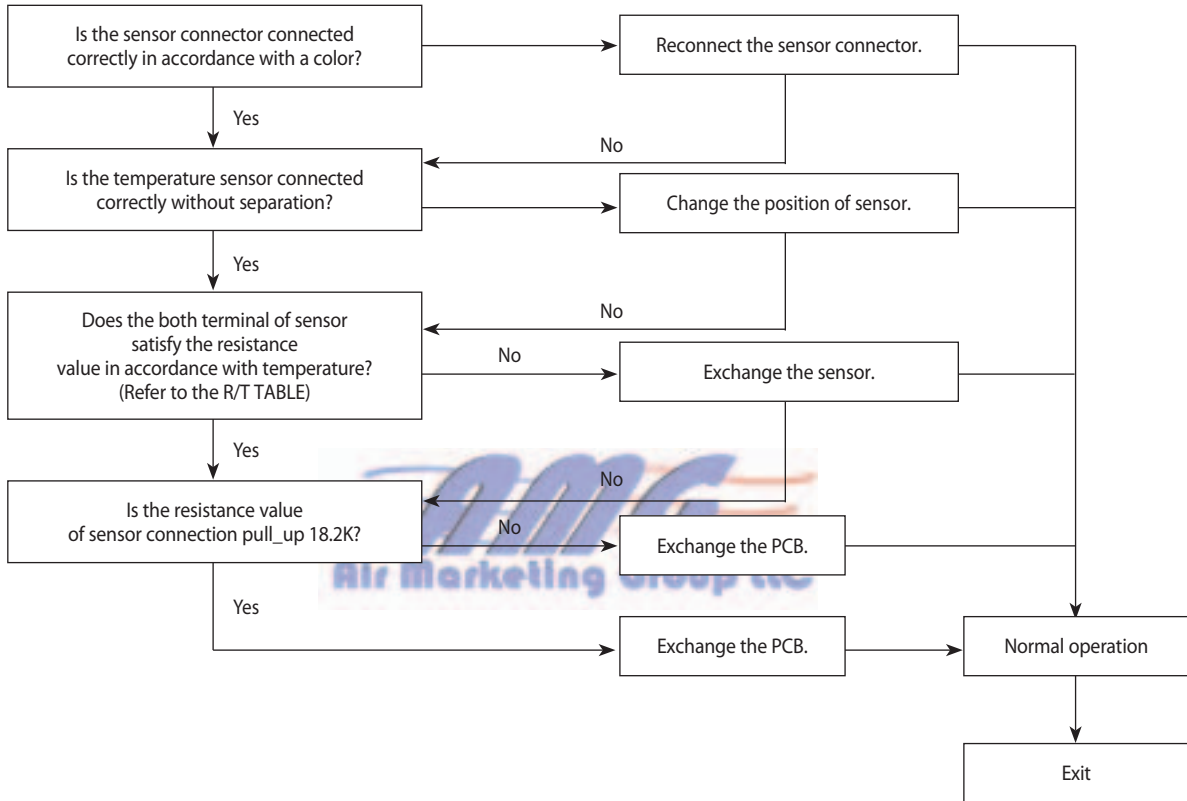 Is the sensor connector connected
correctly in accordance with a color?
Reconnect the sensor connector.
Yes
No
Is the temperature sensor connected
correctly without separation?
Change the position of sensor.
Yes
No
Does the both terminal of sensor
satisfy the resistance
value in accordance with temperature?
(Refer to the R/T TABLE)
No
Exchange the sensor.
Yes
No
Is the resistance value
of sensor connection pull_up 18.2K?
No
Exchange the PCB.
AMG
Air Marketing Group LLC
Yes
Exchange the PCB.
Normal operation
Exit